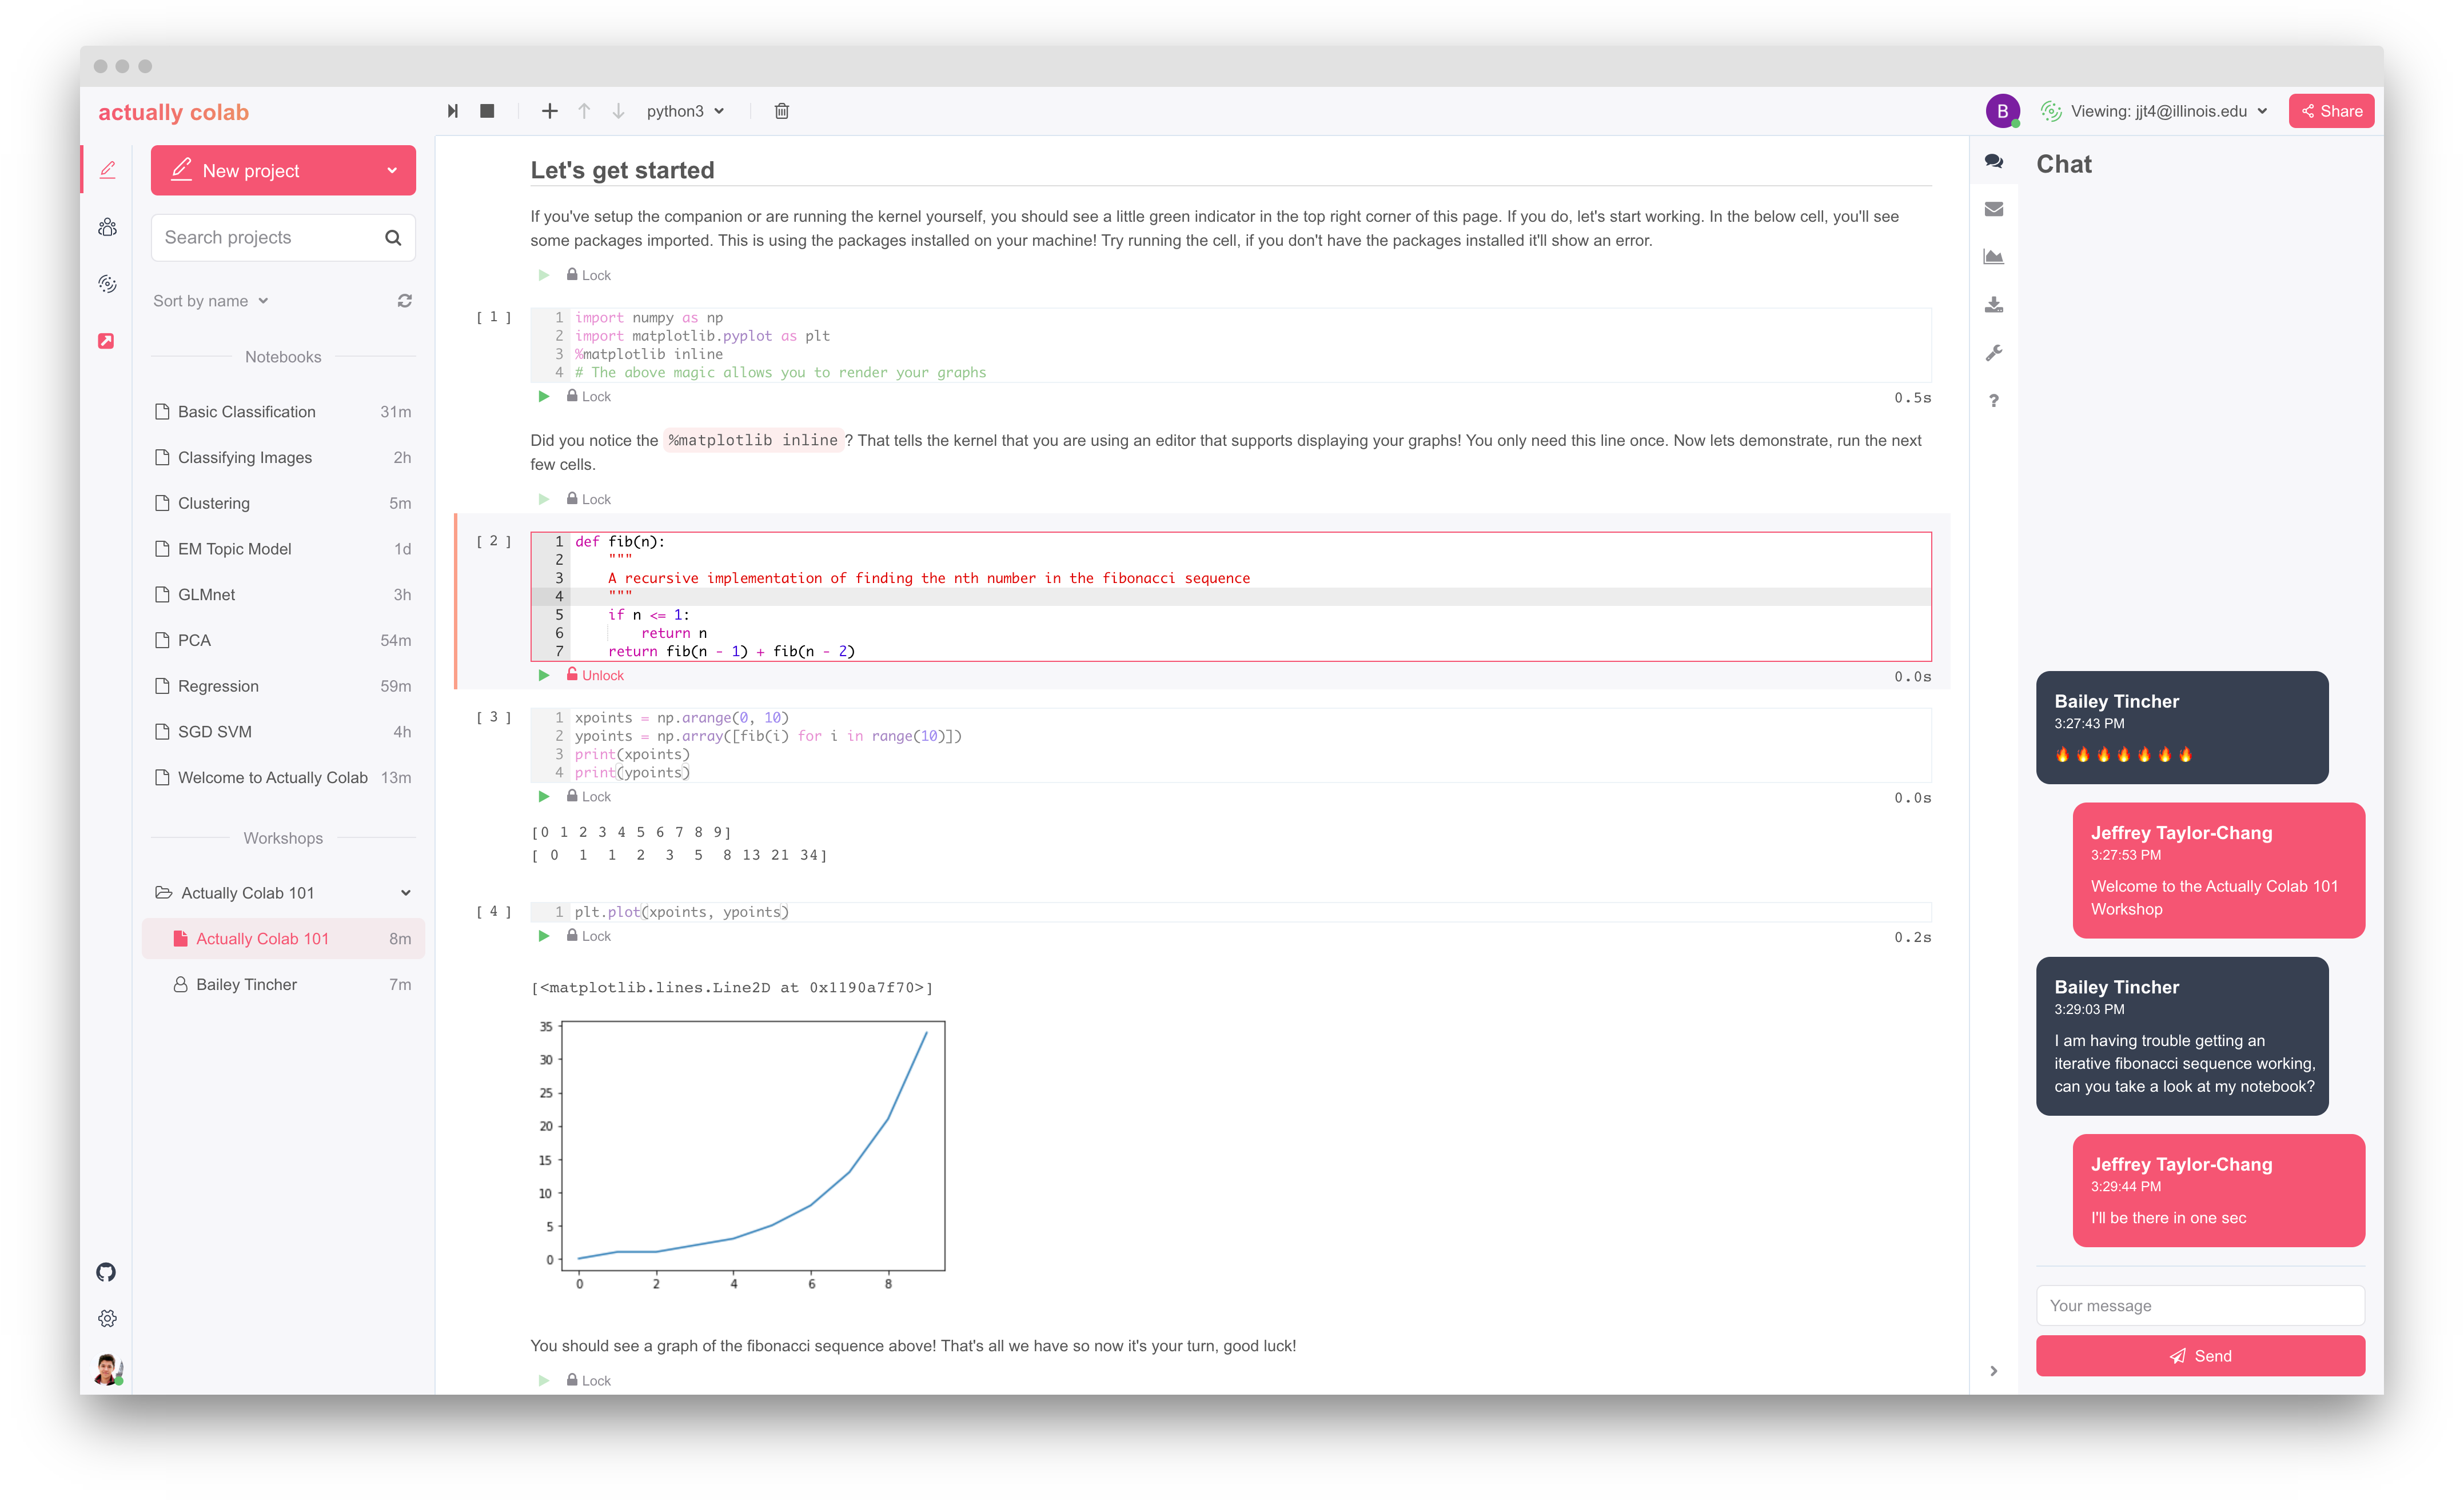 actually colab
python3
B
Viewing: jjt4@illinois.edu
Share
New project
Search projects
Sort by name
Notebooks
Basic Classification 31m
Classifying Images 2h
Clustering 5m
EM Topic Model 1d
GLMnet 3h
PCA 54m
Regression 59m
SGD SVM 4h
Welcome to Actually Colab 13m
Workshops
Actually Colab 101
Actually Colab 101 8m
Bailey Tincher 7m
Let's get started
If you've setup the companion or are running the kernel yourself, you should see a little green indicator in the top right corner of this page. If you do, let's start working. In the below cell, you'll see
some packages imported. This is using the packages installed on your machine! Try running the cell, if you don't have the packages installed it'll show an error.
Lock
[ 1 ]
1 import numpy as np
2 import matplotlib.pyplot as plt
3 %matplotlib inline
4 # The above magic allows you to render your graphs
Lock 0.5s
Did you notice the %matplotlib inline ? That tells the kernel that you are using an editor that supports displaying your graphs! You only need this line once. Now lets demonstrate, run the next
few cells.
Lock
[ 2 ]
1 def fib(n):
2 """
3 A recursive implementation of finding the nth number in the fibonacci sequence
4 """
5 if n <= 1:
6 return n
7 return fib(n - 1) + fib(n - 2)
Unlock 0.0s
[ 3 ]
1 xpoints = np.arange(0, 10)
2 ypoints = np.array([fib(i) for i in range(10)])
3 print(xpoints)
4 print(ypoints)
Lock 0.0s
[0 1 2 3 4 5 6 7 8 9]
[ 0 1 1 2 3 5 8 13 21 34]
[ 4 ]
1 plt.plot(xpoints, ypoints)
Lock 0.2s
[<matplotlib.lines.Line2D at 0x1190a7f70>]
35
30
25
20
15
10
5
0
0 2 4 6 8
You should see a graph of the fibonacci sequence above! That's all we have so now it's your turn, good luck!
Lock
?
Chat
Bailey Tincher
3:27:43 PM
🔥🔥🔥🔥🔥🔥🔥
Jeffrey Taylor-Chang
3:27:53 PM
Welcome to the Actually Colab 101
Workshop
Bailey Tincher
3:29:03 PM
I am having trouble getting an
iterative fibonacci sequence working,
can you take a look at my notebook?
Jeffrey Taylor-Chang
3:29:44 PM
I'll be there in one sec
Your message
Send